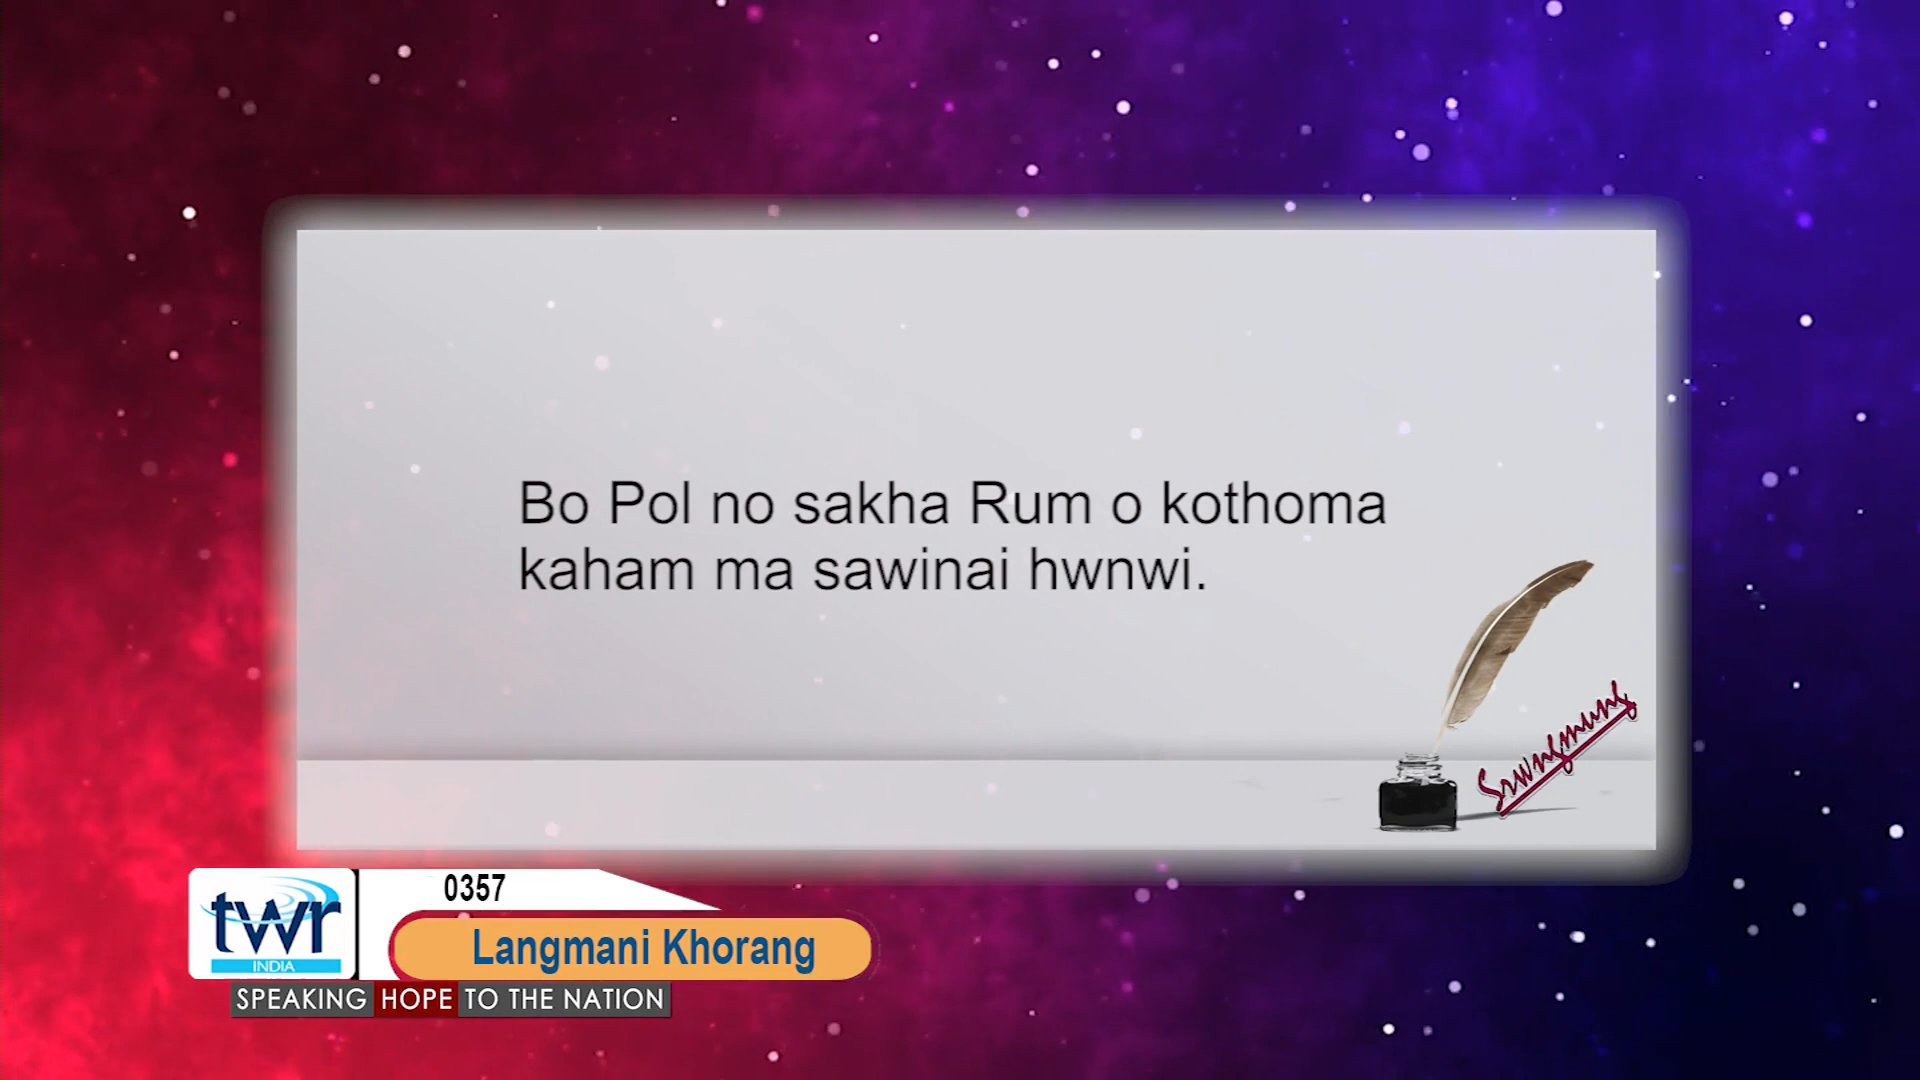 Bo Pol no sakha Rum o kothoma
kaham ma sawinai hwnwi.
Srwngmung
0357
twr
INDIA
Langmani Khorang
SPEAKING HOPE TO THE NATION